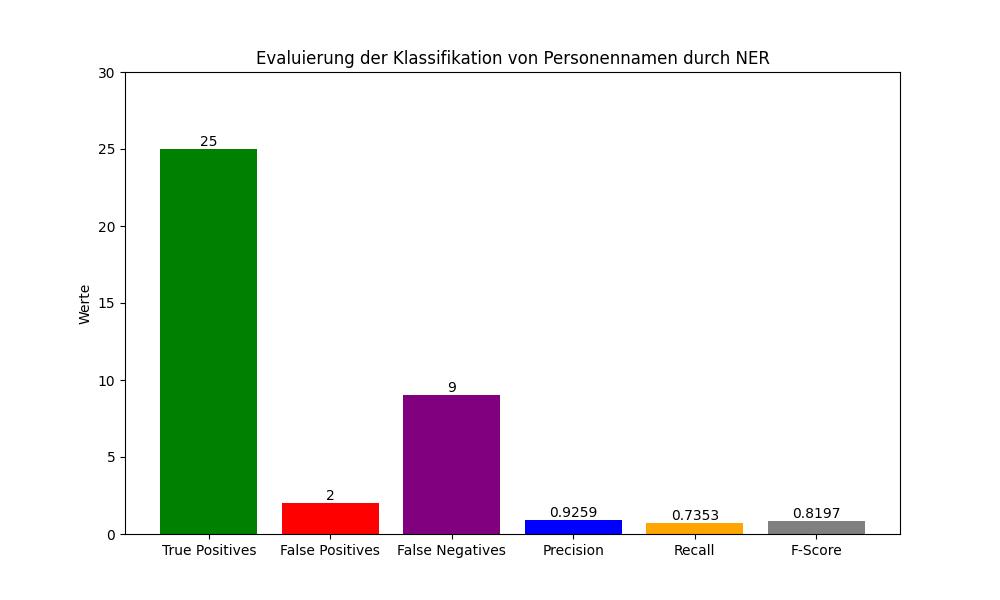 Evaluierung der Klassifikation von Personennamen durch NER
30
25
20
15
10
5
0
Werte
25
2
9
0.9259
0.7353
0.8197
True Positives
False Positives
False Negatives
Precision
Recall
F-Score